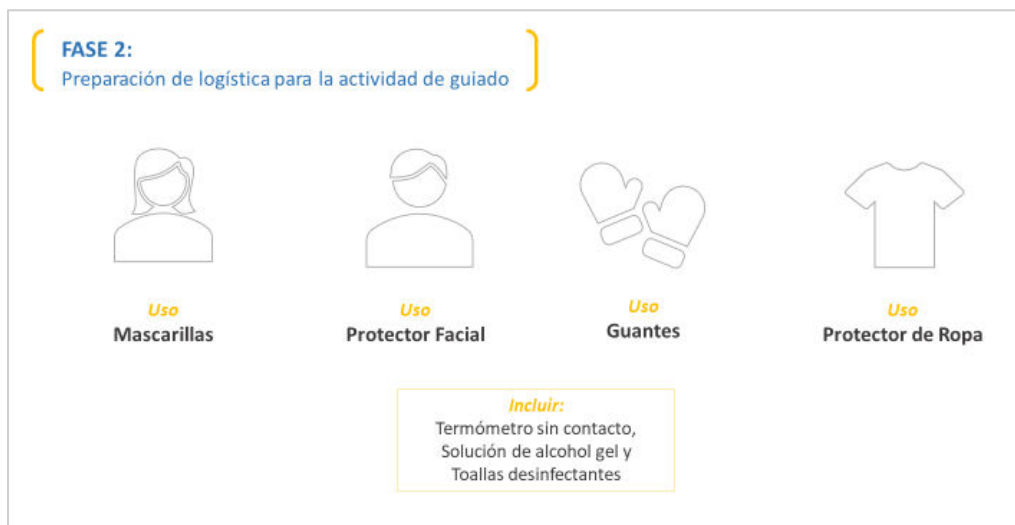 FASE 2:
Preparación de logística para la actividad de guiado
Uso
Mascarillas
Uso
Protector Facial
Uso
Guantes
Uso
Protector de Ropa
Incluir:
Termómetro sin contacto,
Solución de alcohol gel y
Toallas desinfectantes